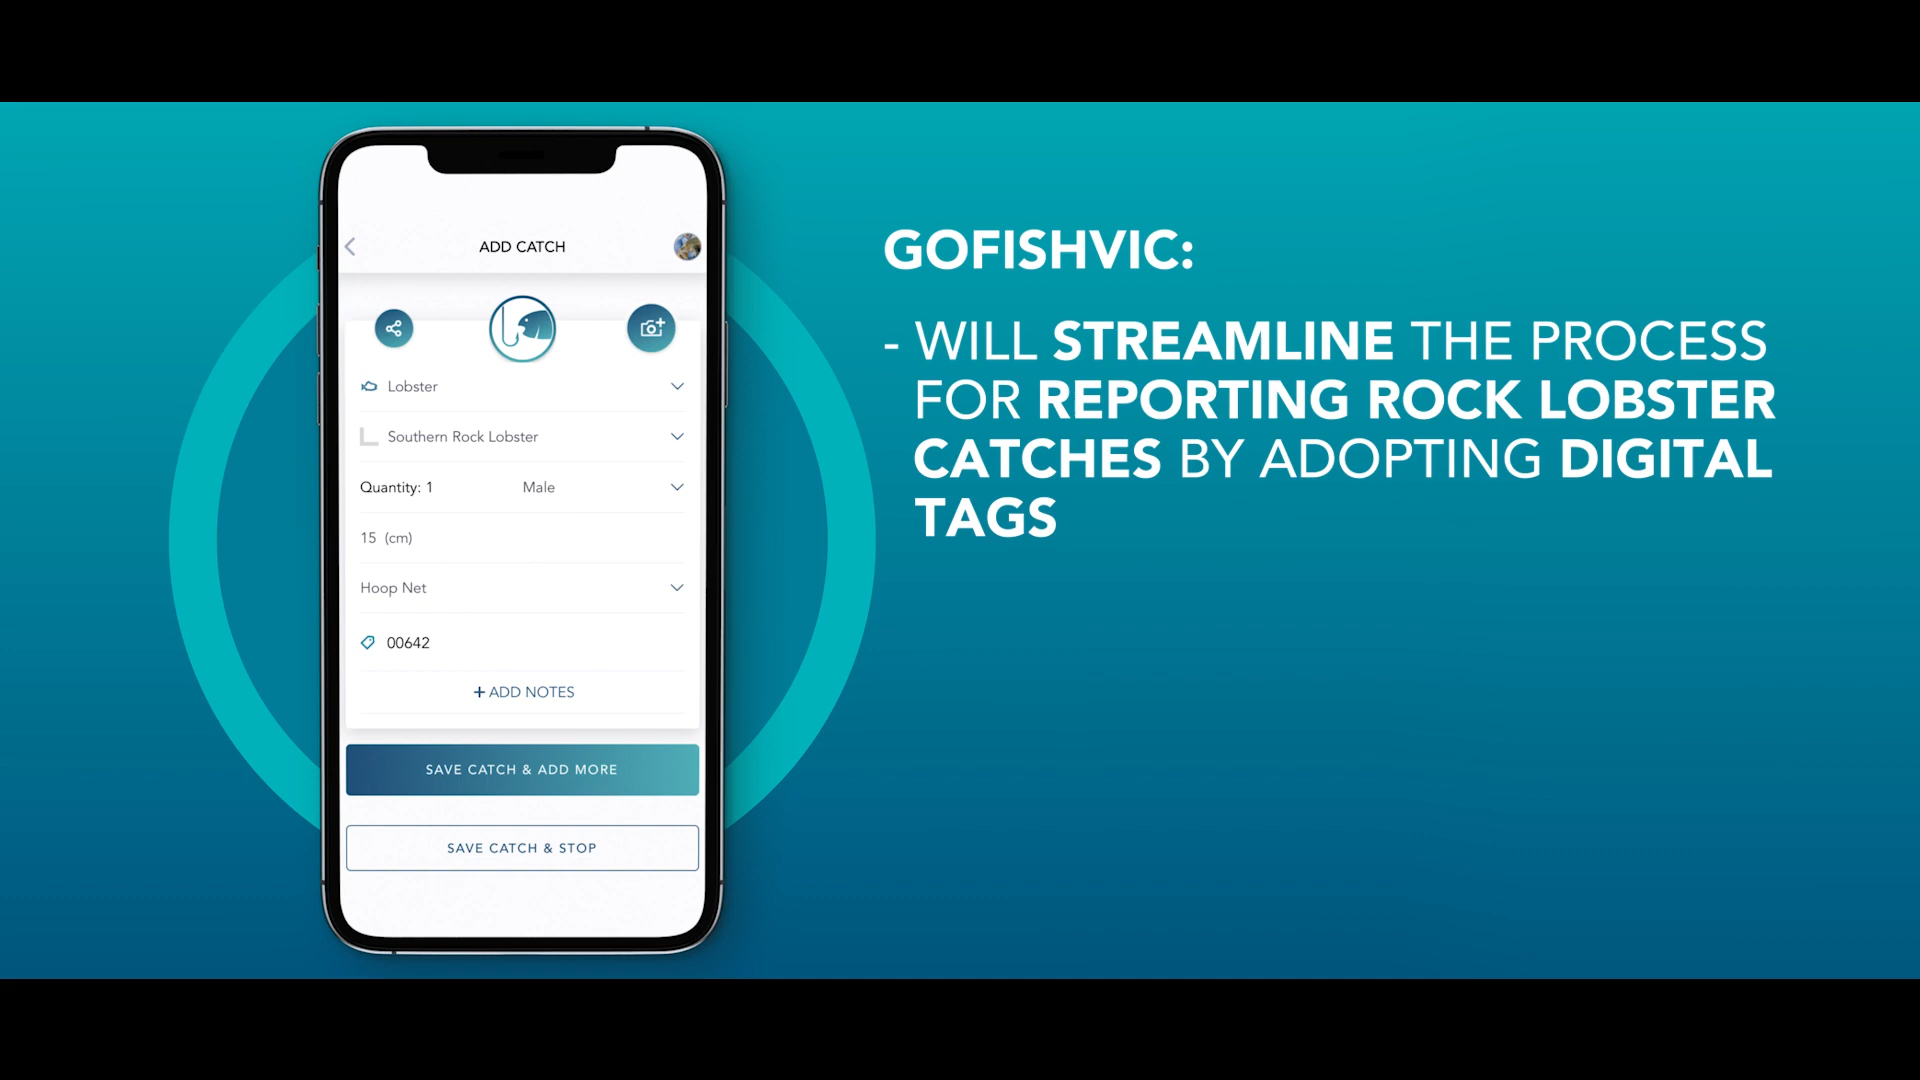 ADD CATCH
Lobster
Southern Rock Lobster
Quantity: 1 Male
15 (cm)
Hoop Net
00642
+ ADD NOTES
SAVE CATCH & ADD MORE
SAVE CATCH & STOP
GOFISHVIC:
- WILL STREAMLINE THE PROCESS
FOR REPORTING ROCK LOBSTER
CATCHES BY ADOPTING DIGITAL
TAGS